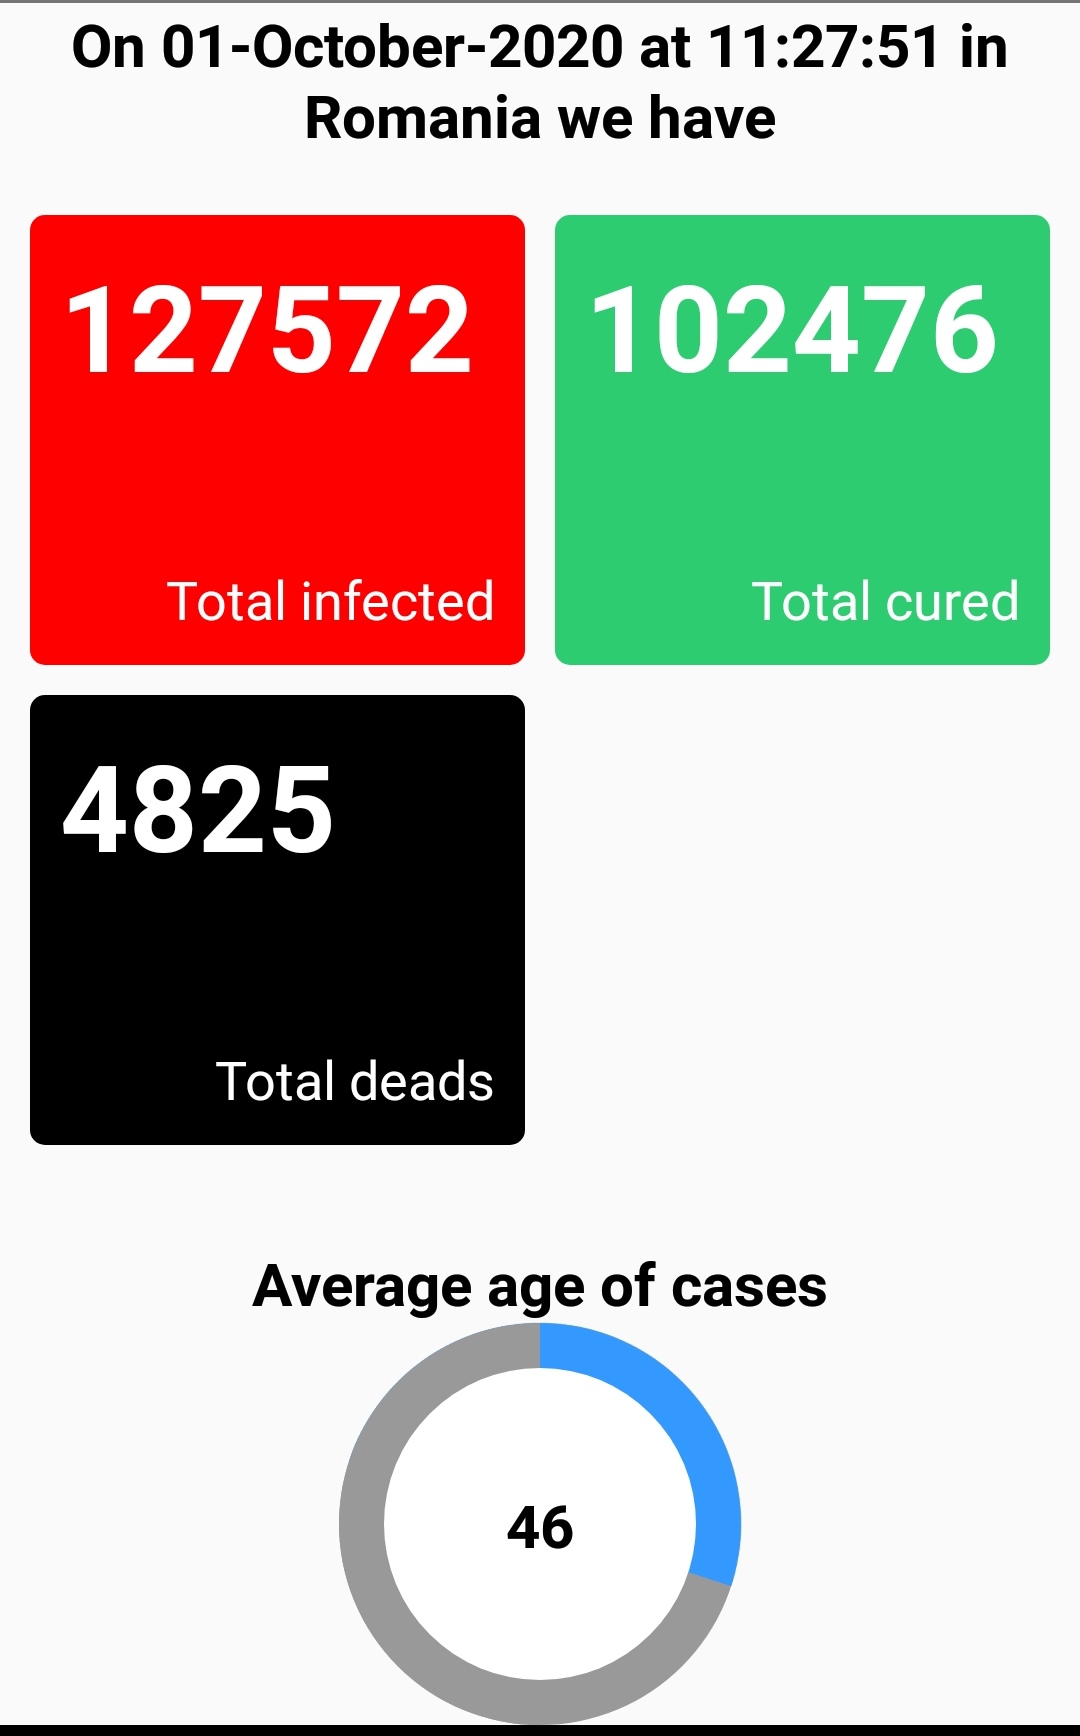 On 01-October-2020 at 11:27:51 in
Romania we have
127572
Total infected
102476
Total cured
4825
Total deads
Average age of cases
46